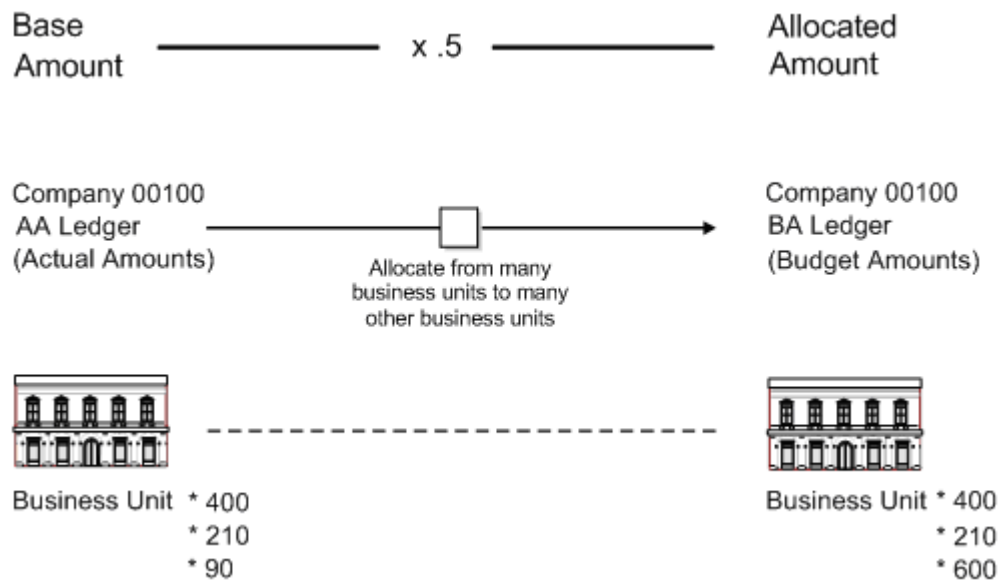 Base
Amount
x .5
Allocated
Amount
Company 00100
AA Ledger
(Actual Amounts)
Allocate from many
business units to many
other business units
Company 00100
BA Ledger
(Budget Amounts)
Business Unit * 400
* 210
* 90
Business Unit * 400
* 210
* 600